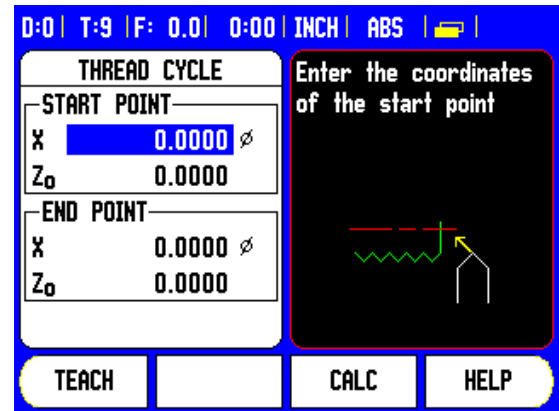 D:0 | T:9 | F: 0.0 | 0:00 | INCH | ABS
THREAD CYCLE
START POINT
X 0.0000 ⌀
Z₀ 0.0000
END POINT
X 0.0000 ⌀
Z₀ 0.0000
Enter the coordinates
of the start point
TEACH CALC HELP